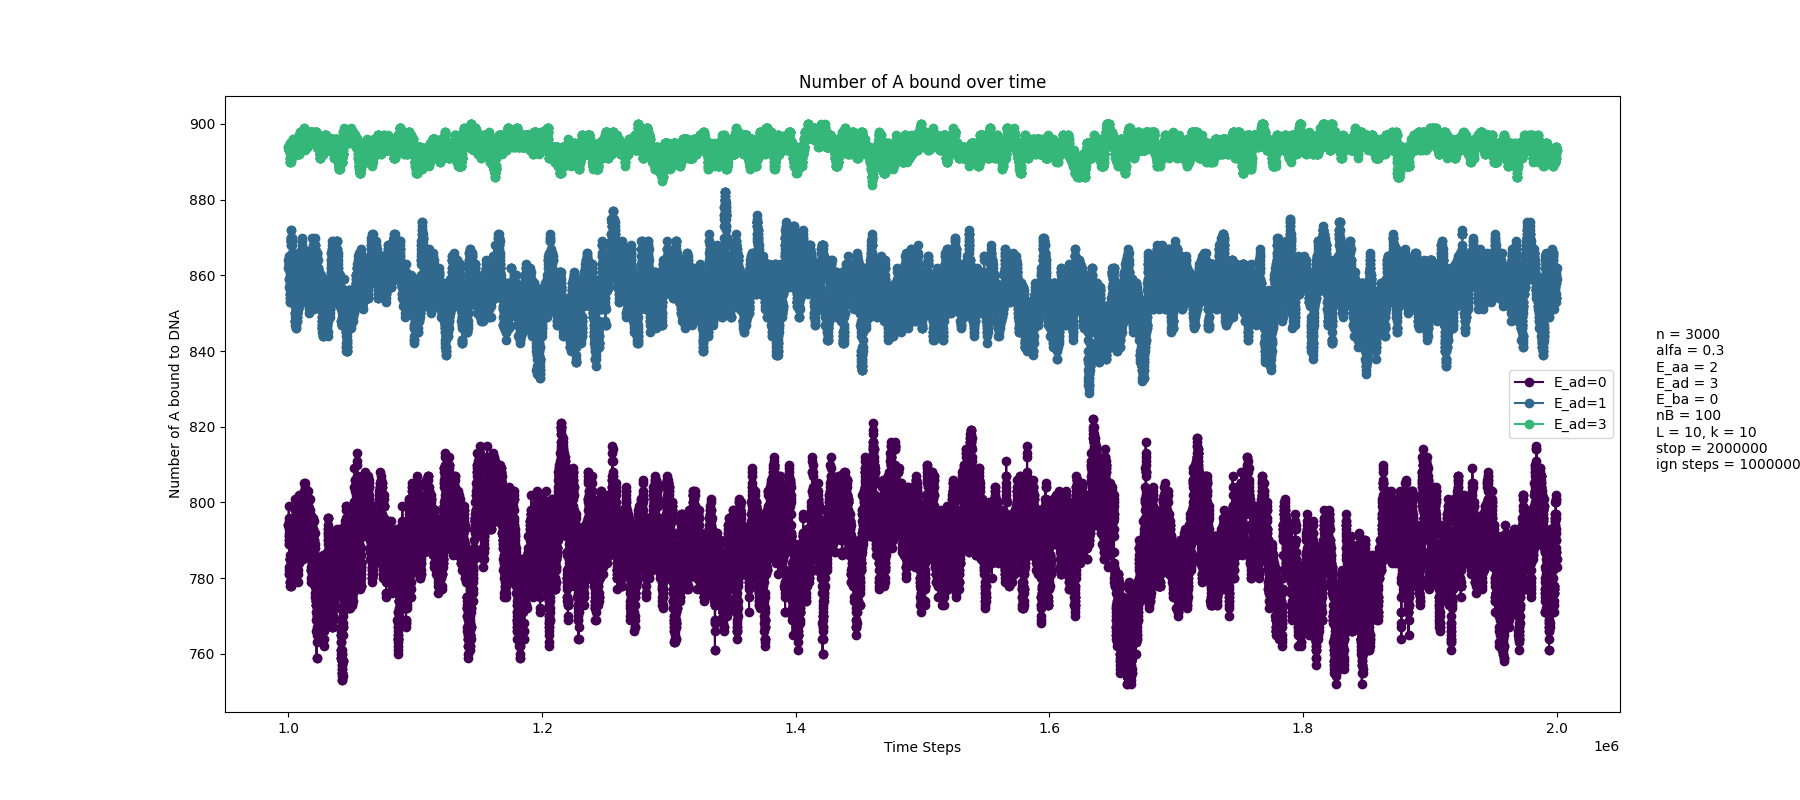 Number of A bound over time
Number of A bound to DNA
900
880
860
840
820
800
780
760
1.0
1.2
1.4
1.6
1.8
2.0
1e6
Time Steps
E_ad=0
E_ad=1
E_ad=3
n = 3000
alfa = 0.3
E_aa = 2
E_ad = 3
E_ba = 0
nB = 100
L = 10, k = 10
stop = 2000000
ign steps = 1000000